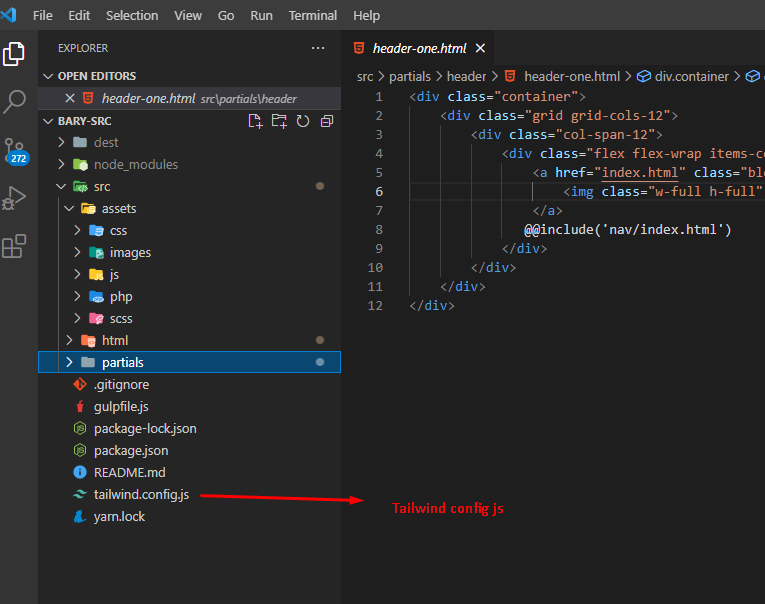 File Edit Selection View Go Run Terminal Help
EXPLORER ...
OPEN EDITORS
header-one.html src\partials\header
BARY-SRC
dest
node_modules
src
assets
css
images
js
php
scss
html
partials
.gitignore
gulpfile.js
package-lock.json
package.json
README.md
tailwind.config.js
yarn.lock
272
header-one.html
src > partials > header > header-one.html > div.container >
1 <div class="container">
2 <div class="grid grid-cols-12">
3 <div class="col-span-12">
4 <div class="flex flex-wrap items-c
5 <a href="index.html" class="bl
6 <img class="w-full h-full"
7 </a>
8 @@include('nav/index.html')
9 </div>
10 </div>
11 </div>
12 </div>
Tailwind config js